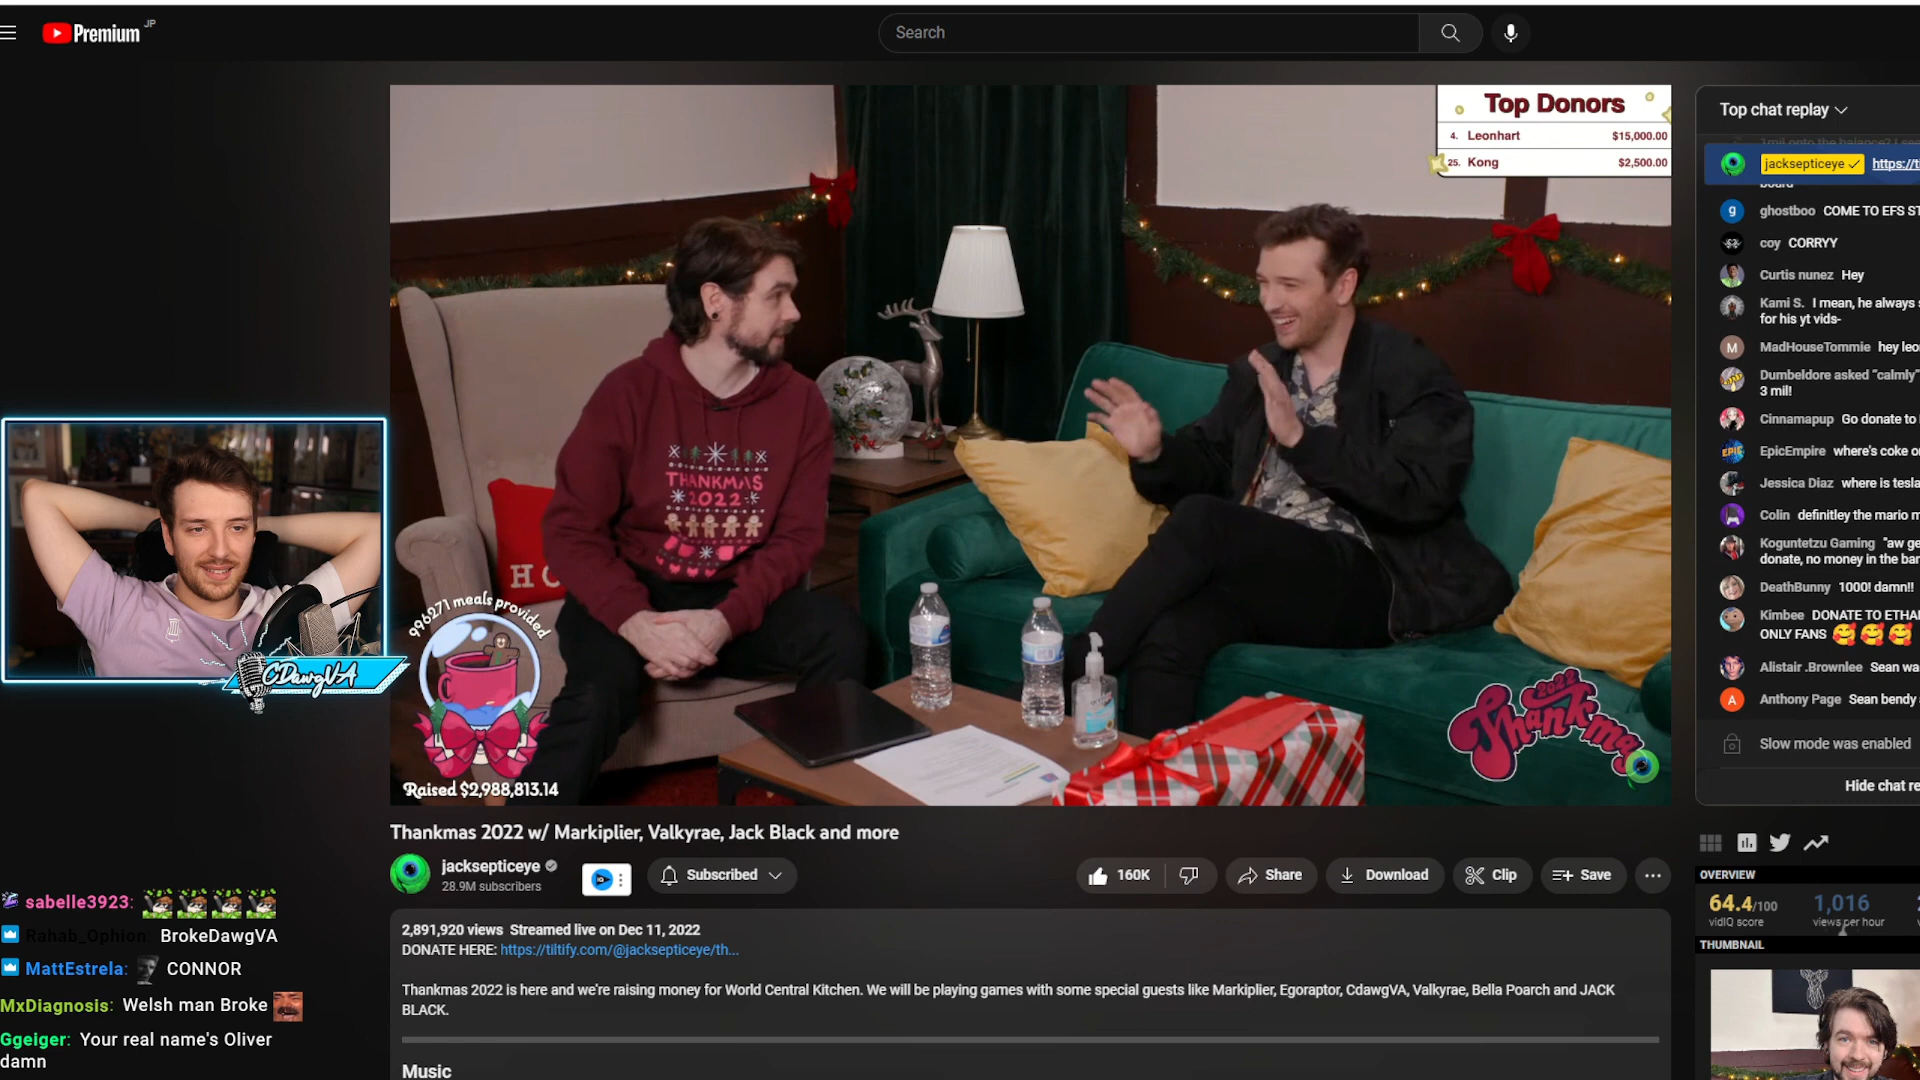 Premium JP
Search
Top Donors
4. Leonhart $15,000.00
25. Kong $2,500.00
THANKMAS
2022
H
996271 meals provided
Raised $2,988,813.14
2022
Thankmas
CDawgVA
Top chat replay
jacksepticeye https://t
board
ghostboo COME TO EFS ST
coy CORRYY
Curtis nunez Hey
Kami S. I mean, he always s
for his yt vids-
MadHouseTommie hey leo
Dumbeldore asked "calmly"
3 mil!
Cinnamapup Go donate to
EpicEmpire where's coke o
Jessica Diaz where is tesla
Colin definitley the mario m
Koguntetzu Gaming "aw ge
donate, no money in the ban
DeathBunny 1000! damn!!
Kimbee DONATE TO ETHAN
ONLY FANS
Alistair .Brownlee Sean wa
Anthony Page Sean bendy
Slow mode was enabled
Hide chat re
Thankmas 2022 w/ Markiplier, Valkyrae, Jack Black and more
jacksepticeye
28.9M subscribers
Subscribed
160K
Share
Download
Clip
Save
2,891,920 views Streamed live on Dec 11, 2022
DONATE HERE: https://tiltify.com/@jacksepticeye/th...
Thankmas 2022 is here and we're raising money for World Central Kitchen. We will be playing games with some special guests like Markiplier, Egoraptor, CdawgVA, Valkyrae, Bella Poarch and JACK
BLACK.
Music
OVERVIEW
64.4/100 1,016
vidIQ score views per hour
THUMBNAIL
sabelle3923:
Rahab_Ophion: BrokeDawgVA
MattEstrela: CONNOR
MxDiagnosis: Welsh man Broke
Ggeiger: Your real name's Oliver
damn